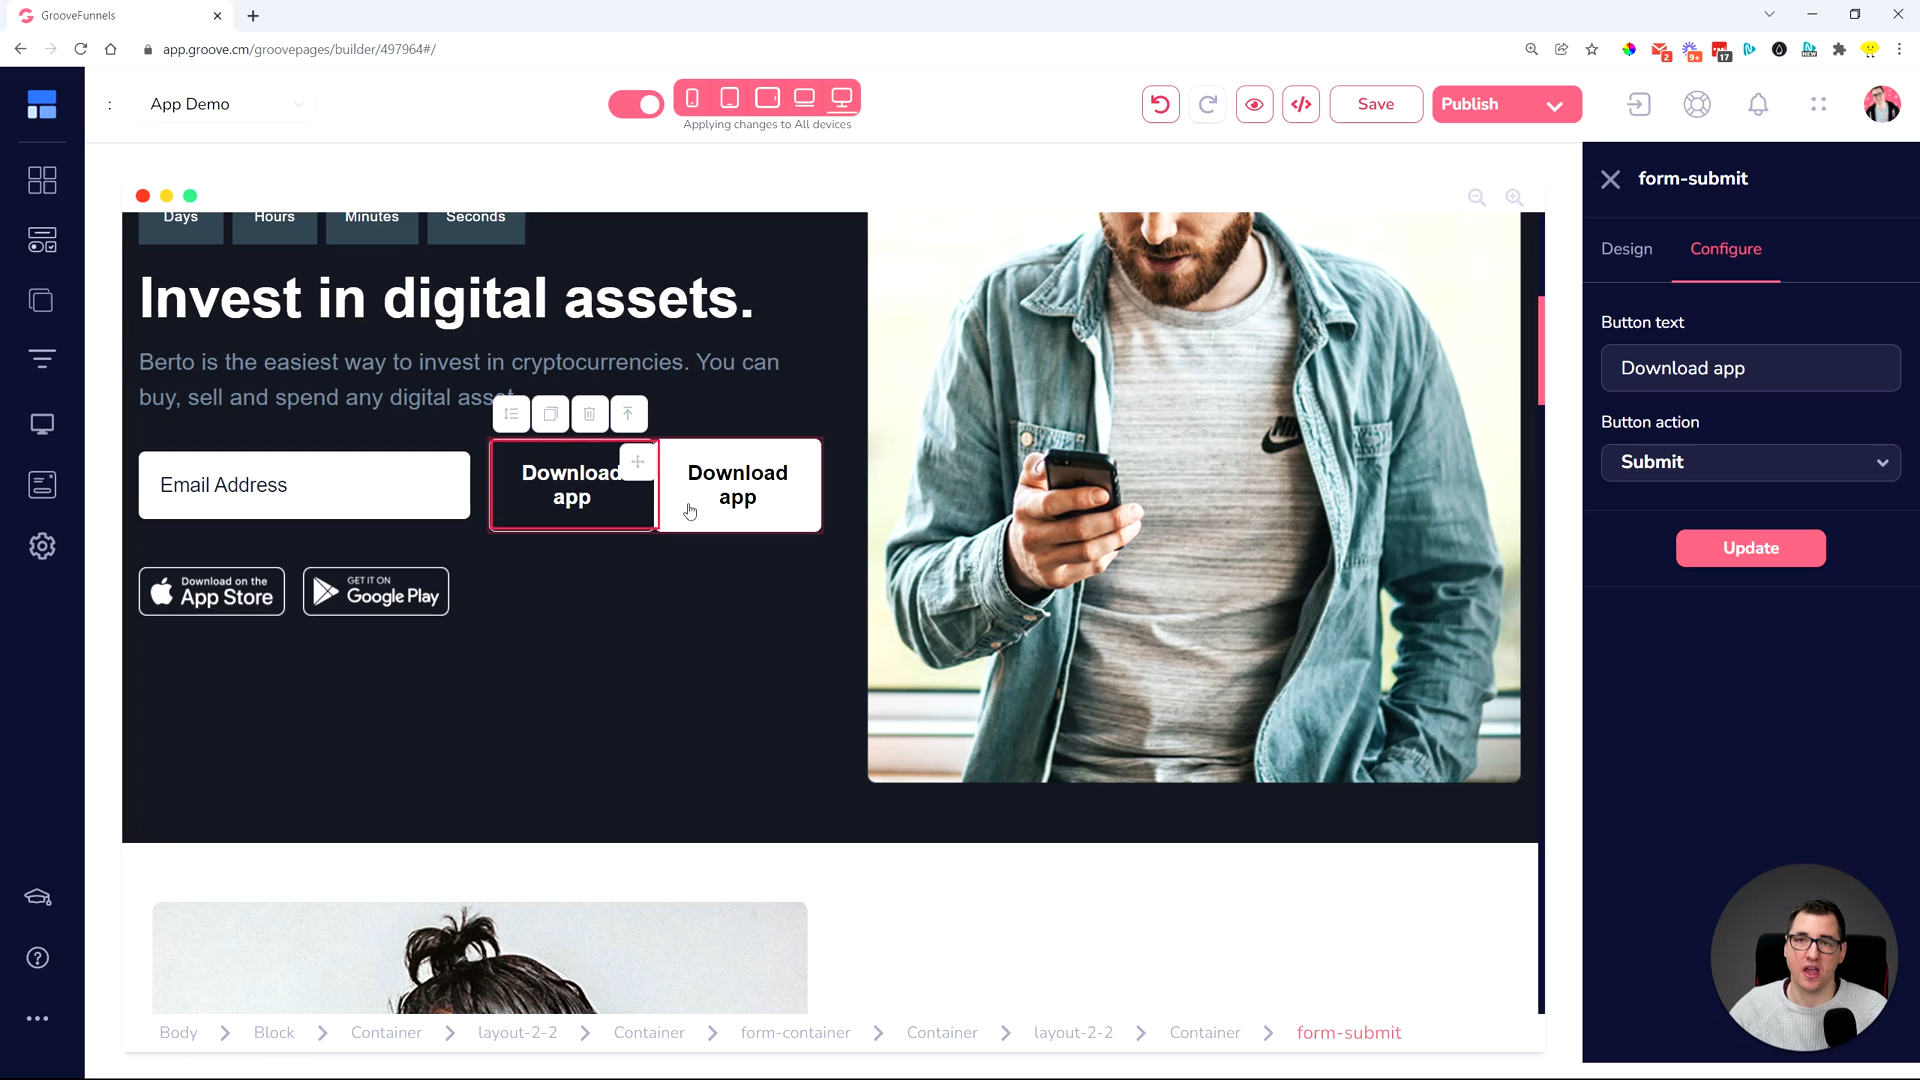 GrooveFunnels
app.groove.cm/groovepages/builder/497964#/
2
9+
17
NEW
: App Demo
Applying changes to All devices
</>
Save
Publish
form-submit
Design
Configure
Button text
Download app
Button action
Submit
Update
Days
Hours
Minutes
Seconds
Invest in digital assets.
Berto is the easiest way to invest in cryptocurrencies. You can
buy, sell and spend any digital asset
Email Address
Download
app
Download
app
Download on the
App Store
GET IT ON
Google Play
Body
Block
Container
layout-2-2
Container
form-container
Container
layout-2-2
Container
form-submit